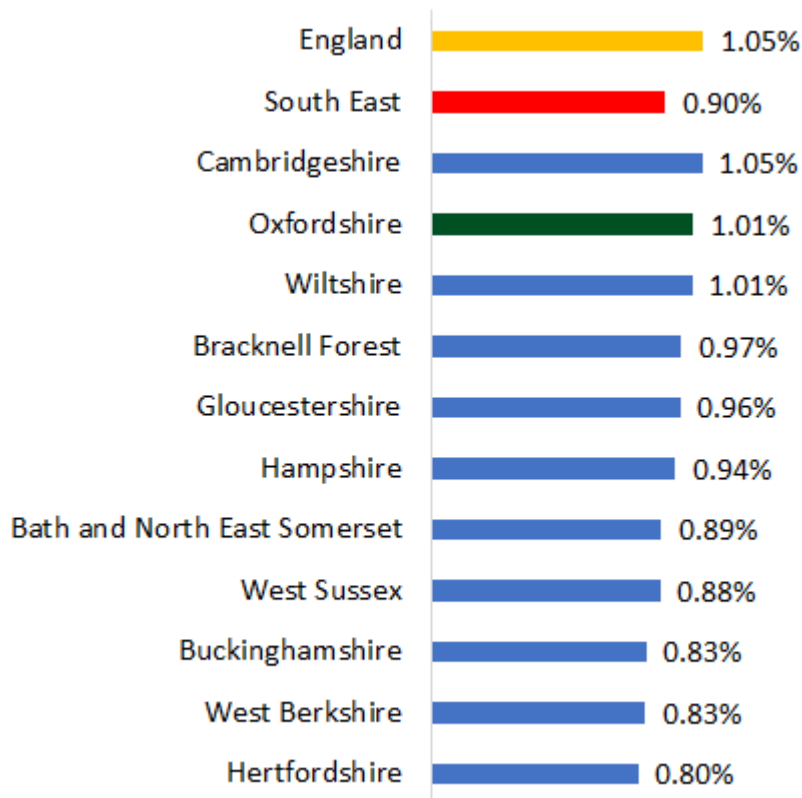 England 1.05%
South East 0.90%
Cambridgeshire 1.05%
Oxfordshire 1.01%
Wiltshire 1.01%
Bracknell Forest 0.97%
Gloucestershire 0.96%
Hampshire 0.94%
Bath and North East Somerset 0.89%
West Sussex 0.88%
Buckinghamshire 0.83%
West Berkshire 0.83%
Hertfordshire 0.80%